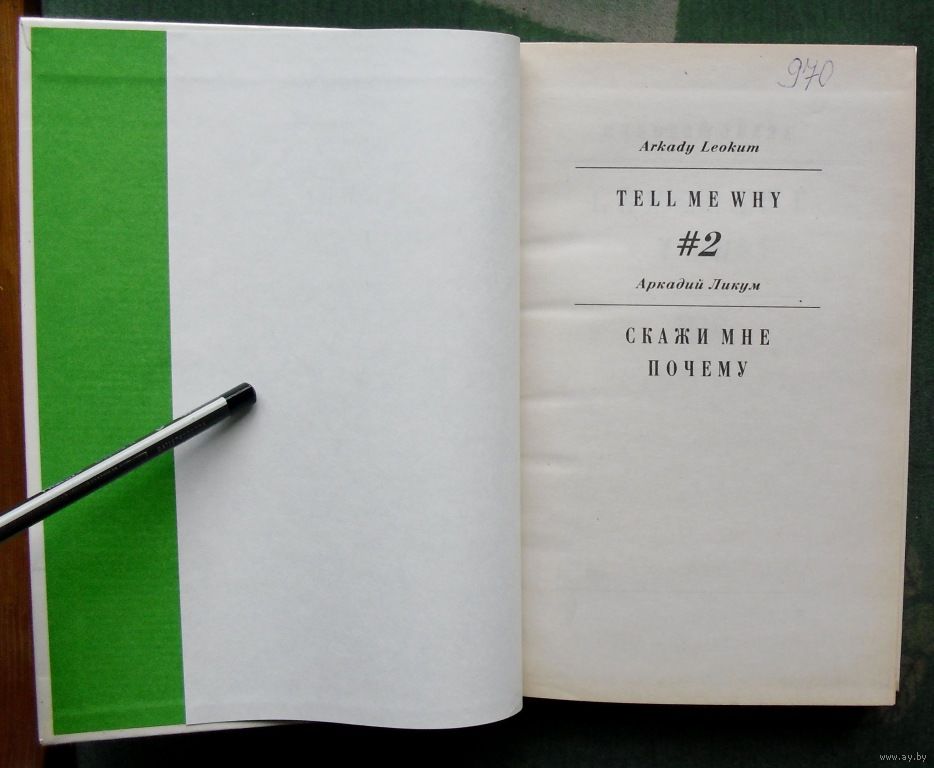 970
Arkady Leokum
TELL ME WHY
#2
Аркадий Ликум
СКАЖИ МНЕ
ПОЧЕМУ
www.ay.by